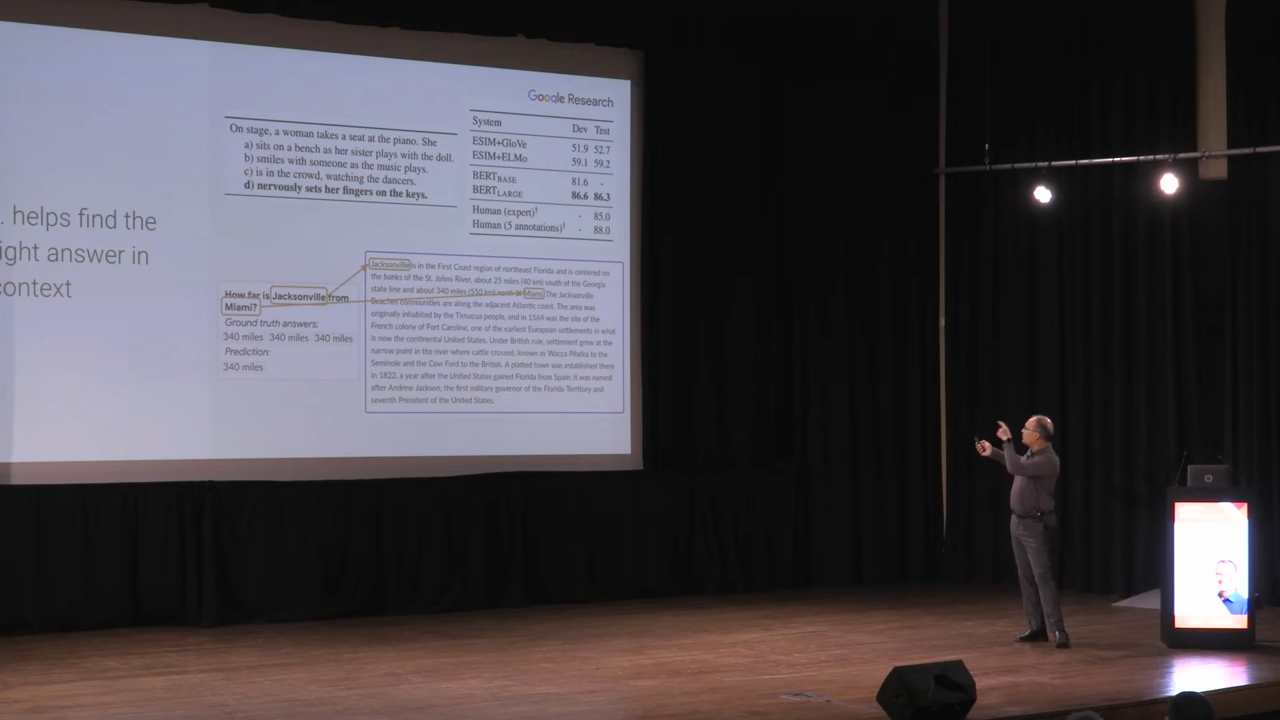 . helps find the
ight answer in
context
Google Research
On stage, a woman takes a seat at the piano. She
a) sits on a bench as her sister plays with the doll.
b) smiles with someone as the music plays.
c) is in the crowd, watching the dancers.
d) nervously sets her fingers on the keys.
System Dev Test
ESIM+GloVe 51.9 52.7
ESIM+ELMo 59.1 59.2
BERTBASE 81.6 -
BERTLARGE 86.6 86.3
Human (expert)† - 85.0
Human (5 annotations)† - 88.0
How far is Jacksonville from
Miami?
Ground truth answers:
340 miles 340 miles 340 miles
Prediction:
340 miles
Jacksonville is in the First Coast region of northeast Florida and is centered on
the banks of the St. Johns River, about 25 miles (40 km) south of the Georgia
state line and about 340 miles (550 km) north of Miami. The Jacksonville
Beaches communities are along the adjacent Atlantic coast. The area was
originally inhabited by the Timucua people, and in 1564 was the site of the
French colony of Fort Caroline, one of the earliest European settlements in what
is now the continental United States. Under British rule, settlement grew at the
narrow point in the river where cattle crossed, known as Wacca Pilatka to the
Seminole and the Cow Ford to the British. A platted town was established there
in 1822, a year after the United States gained Florida from Spain; it was named
after Andrew Jackson, the first military governor of the Florida Territory and
seventh President of the United States.